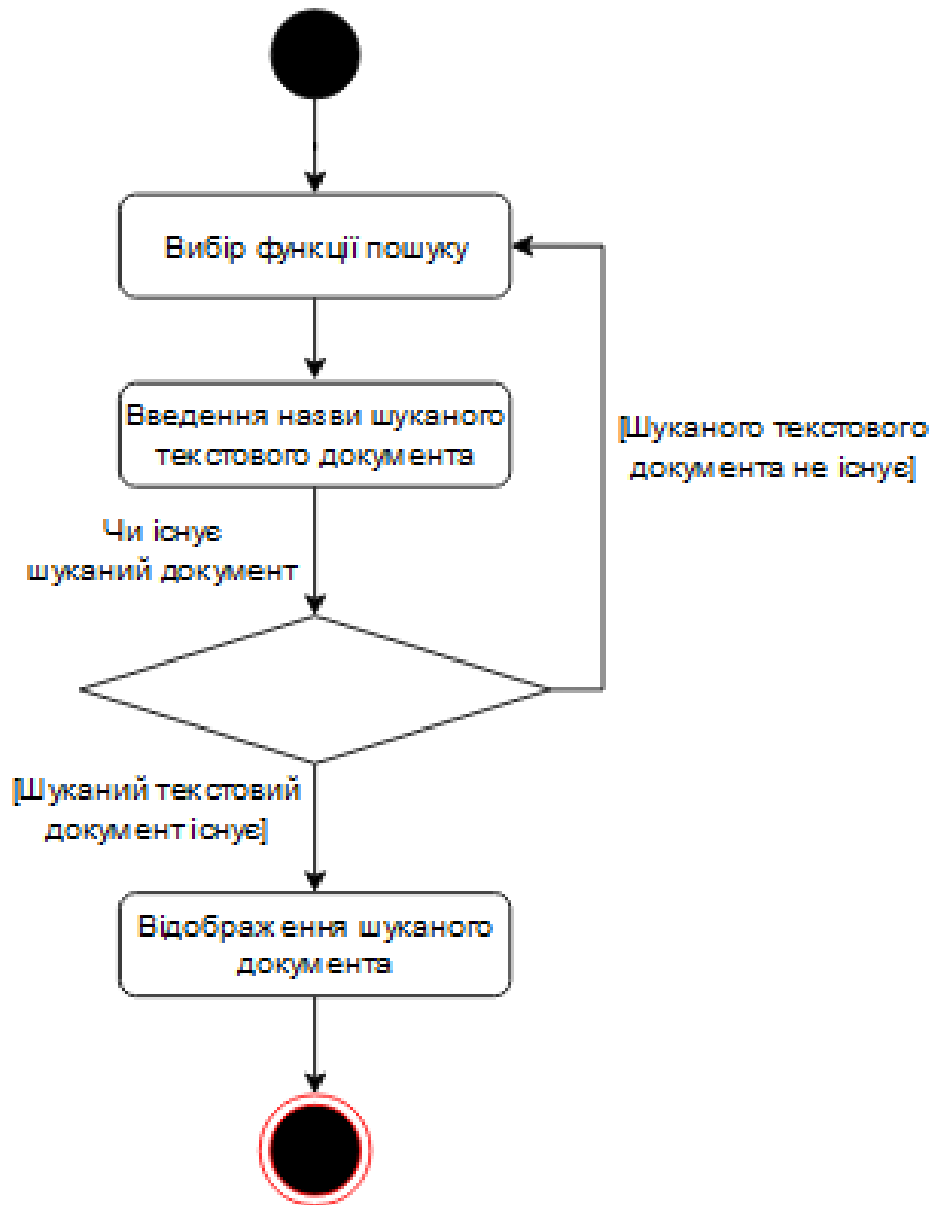 Вибір функції пошуку
Введення назви шуканого
текстового документа
[Шуканого текстового
документа не існує]
Чи існує
шуканий документ
[Шуканий текстовий
документ існує]
Відображення шуканого
документа